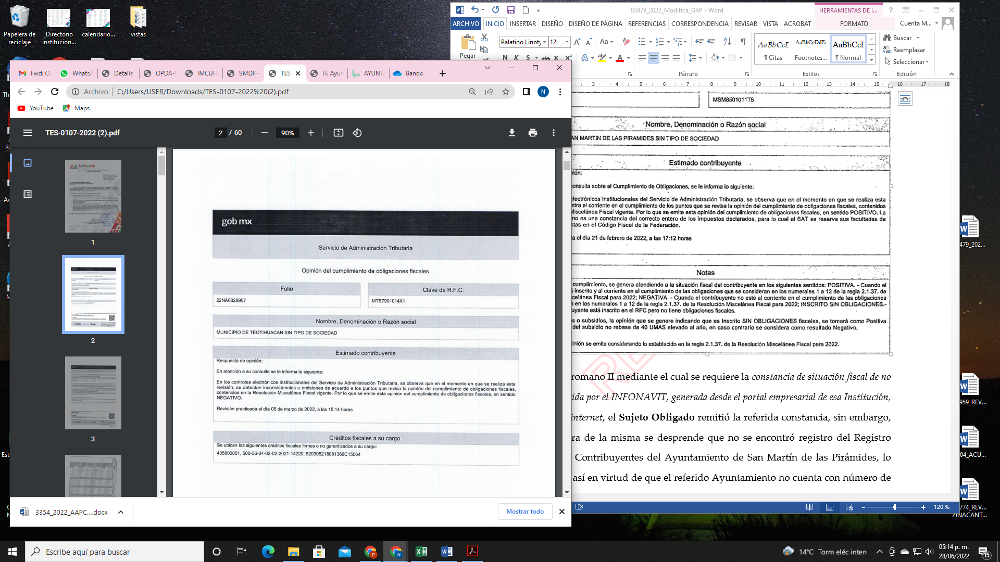 Papelera de reciclaje
Directorio institucion...
calendario...
vistas
03479_2022_Modifica_GRP - Word
HERRAMIENTAS DE I...
ARCHIVO
INICIO
INSERTAR
DISEÑO
DISEÑO DE PÁGINA
REFERENCIAS
CORRESPONDENCIA
REVISAR
VISTA
ACROBAT
FORMATO
Cuenta M...
Pegar
Palatino Linoty
12
AaBbCcL
AaBbCcDdEe
AaBbCcI
¶ Citas
Footnotes...
¶ Normal
Buscar
Reemplazar
Seleccionar
Párrafo
Estilos
Edición
Fwd: OI
WhatsA
Detalle
OPDA-(
IMCUFI
SMDIF-
TES
H. Ayur
AYUNTA
Bando 2
Archivo
C:/Users/USER/Downloads/TES-0107-2022%20(2).pdf
YouTube
Maps
TES-0107-2022 (2).pdf
2 / 60
90%
1
2
3
gob mx
Servicio de Administración Tributaria
Opinión del cumplimiento de obligaciones fiscales
Folio
Clave de R.F.C.
22NA6828907
MTE7901014X1
Nombre, Denominación o Razón social
MUNICIPIO DE TEOTIHUACAN SIN TIPO DE SOCIEDAD
Estimado contribuyente
Respuesta de opinión:
En atención a su consulta se le informa lo siguiente:
En los controles electrónicos institucionales del Servicio de Administración Tributaria, se observa que en el momento en que se realiza esta
revisión, se detectan inconsistencias u omisiones de acuerdo a los puntos que revisa la opinión del cumplimiento de obligaciones fiscales,
contenidos en la Resolución Miscelánea Fiscal vigente. Por lo que se emite esta opinión del cumplimiento de obligaciones fiscales, en sentido
NEGATIVO.
Revisión practicada el día 05 de marzo de 2022, a las 15:14 horas
Créditos fiscales a su cargo
Se ubican los siguientes créditos fiscales firmes o no garantizados a su cargo:
435800851, 500-36-04-02-02-2021-14220, 520305218081366C15064
3354_2022_AAPC....docx
Mostrar todo
3 4 5 6 7 8 9 10 11 12 13 14 15 16 17 18
MSM8501011T5
Nombre, Denominación o Razón social
AN MARTIN DE LAS PIRAMIDES SIN TIPO DE SOCIEDAD
Estimado contribuyente
nión:
consulta sobre el Cumplimiento de Obligaciones, se le informa lo siguiente:
electrónicos institucionales del Servicio de Administración Tributaria, se observa que en el momento en que se realiza esta
ntra al corriente en el cumplimiento de los puntos que se revisa la opinión del cumplimiento de obligaciones fiscales, contenidos
Miscelánea Fiscal vigente. Por lo que se emite esta opinión del cumplimiento de obligaciones fiscales, en sentido POSITIVO. La
no es una constancia del correcto entero de los impuestos declarados, para lo cual el SAT se reserva sus facultades de
stas en el Código Fiscal de la Federación.
la el día 21 de febrero de 2022, a las 17:12 horas
Notas
cumplimiento, se genera atendiendo a la situación fiscal del contribuyente en los siguientes sentidos: POSITIVA. - Cuando el
inscrito y al corriente en el cumplimiento de las obligaciones que se consideran en los numerales 1 a 12 de la regla 2.1.37. de
celánea Fiscal para 2022; NEGATIVA. - Cuando el contribuyente no esté al corriente en el cumplimiento de las obligaciones
n en los numerales 1 a 12 de la regla 2.1.37. de la Resolución Miscelánea Fiscal para 2022; INSCRITO SIN OBLIGACIONES.-
uyente está inscrito en el RFC pero no tiene obligaciones fiscales.
s o subsidios, la opinión que se genere indicando que es Inscrito SIN OBLIGACIONES fiscales, se tomará como Positiva
del subsidio no rebase de 40 UMAS elevado al año, en caso contrario se considera como resultado Negativo.
inión se emite considerando lo establecido en la regla 2.1.37. de la Resolución Miscelánea Fiscal para 2022.
romano II mediante el cual se requiere la constancia de situación fiscal de no
ida por el INFONAVIT, generada desde el portal empresarial de esa Institución,
internet, el Sujeto Obligado remitió la referida constancia, sin embargo,
ra de la misma se desprende que no se encontró registro del Registro
Contribuyentes del Ayuntamiento de San Martín de las Pirámides, lo
así en virtud de que el referido Ayuntamiento no cuenta con número de
120 %
479_202...
959_REV...
04_ACU...
774_REV...
ZINACANT...
Escribe aquí para buscar
14°C Torm eléc inten
05:14 p. m.
28/06/2022
15